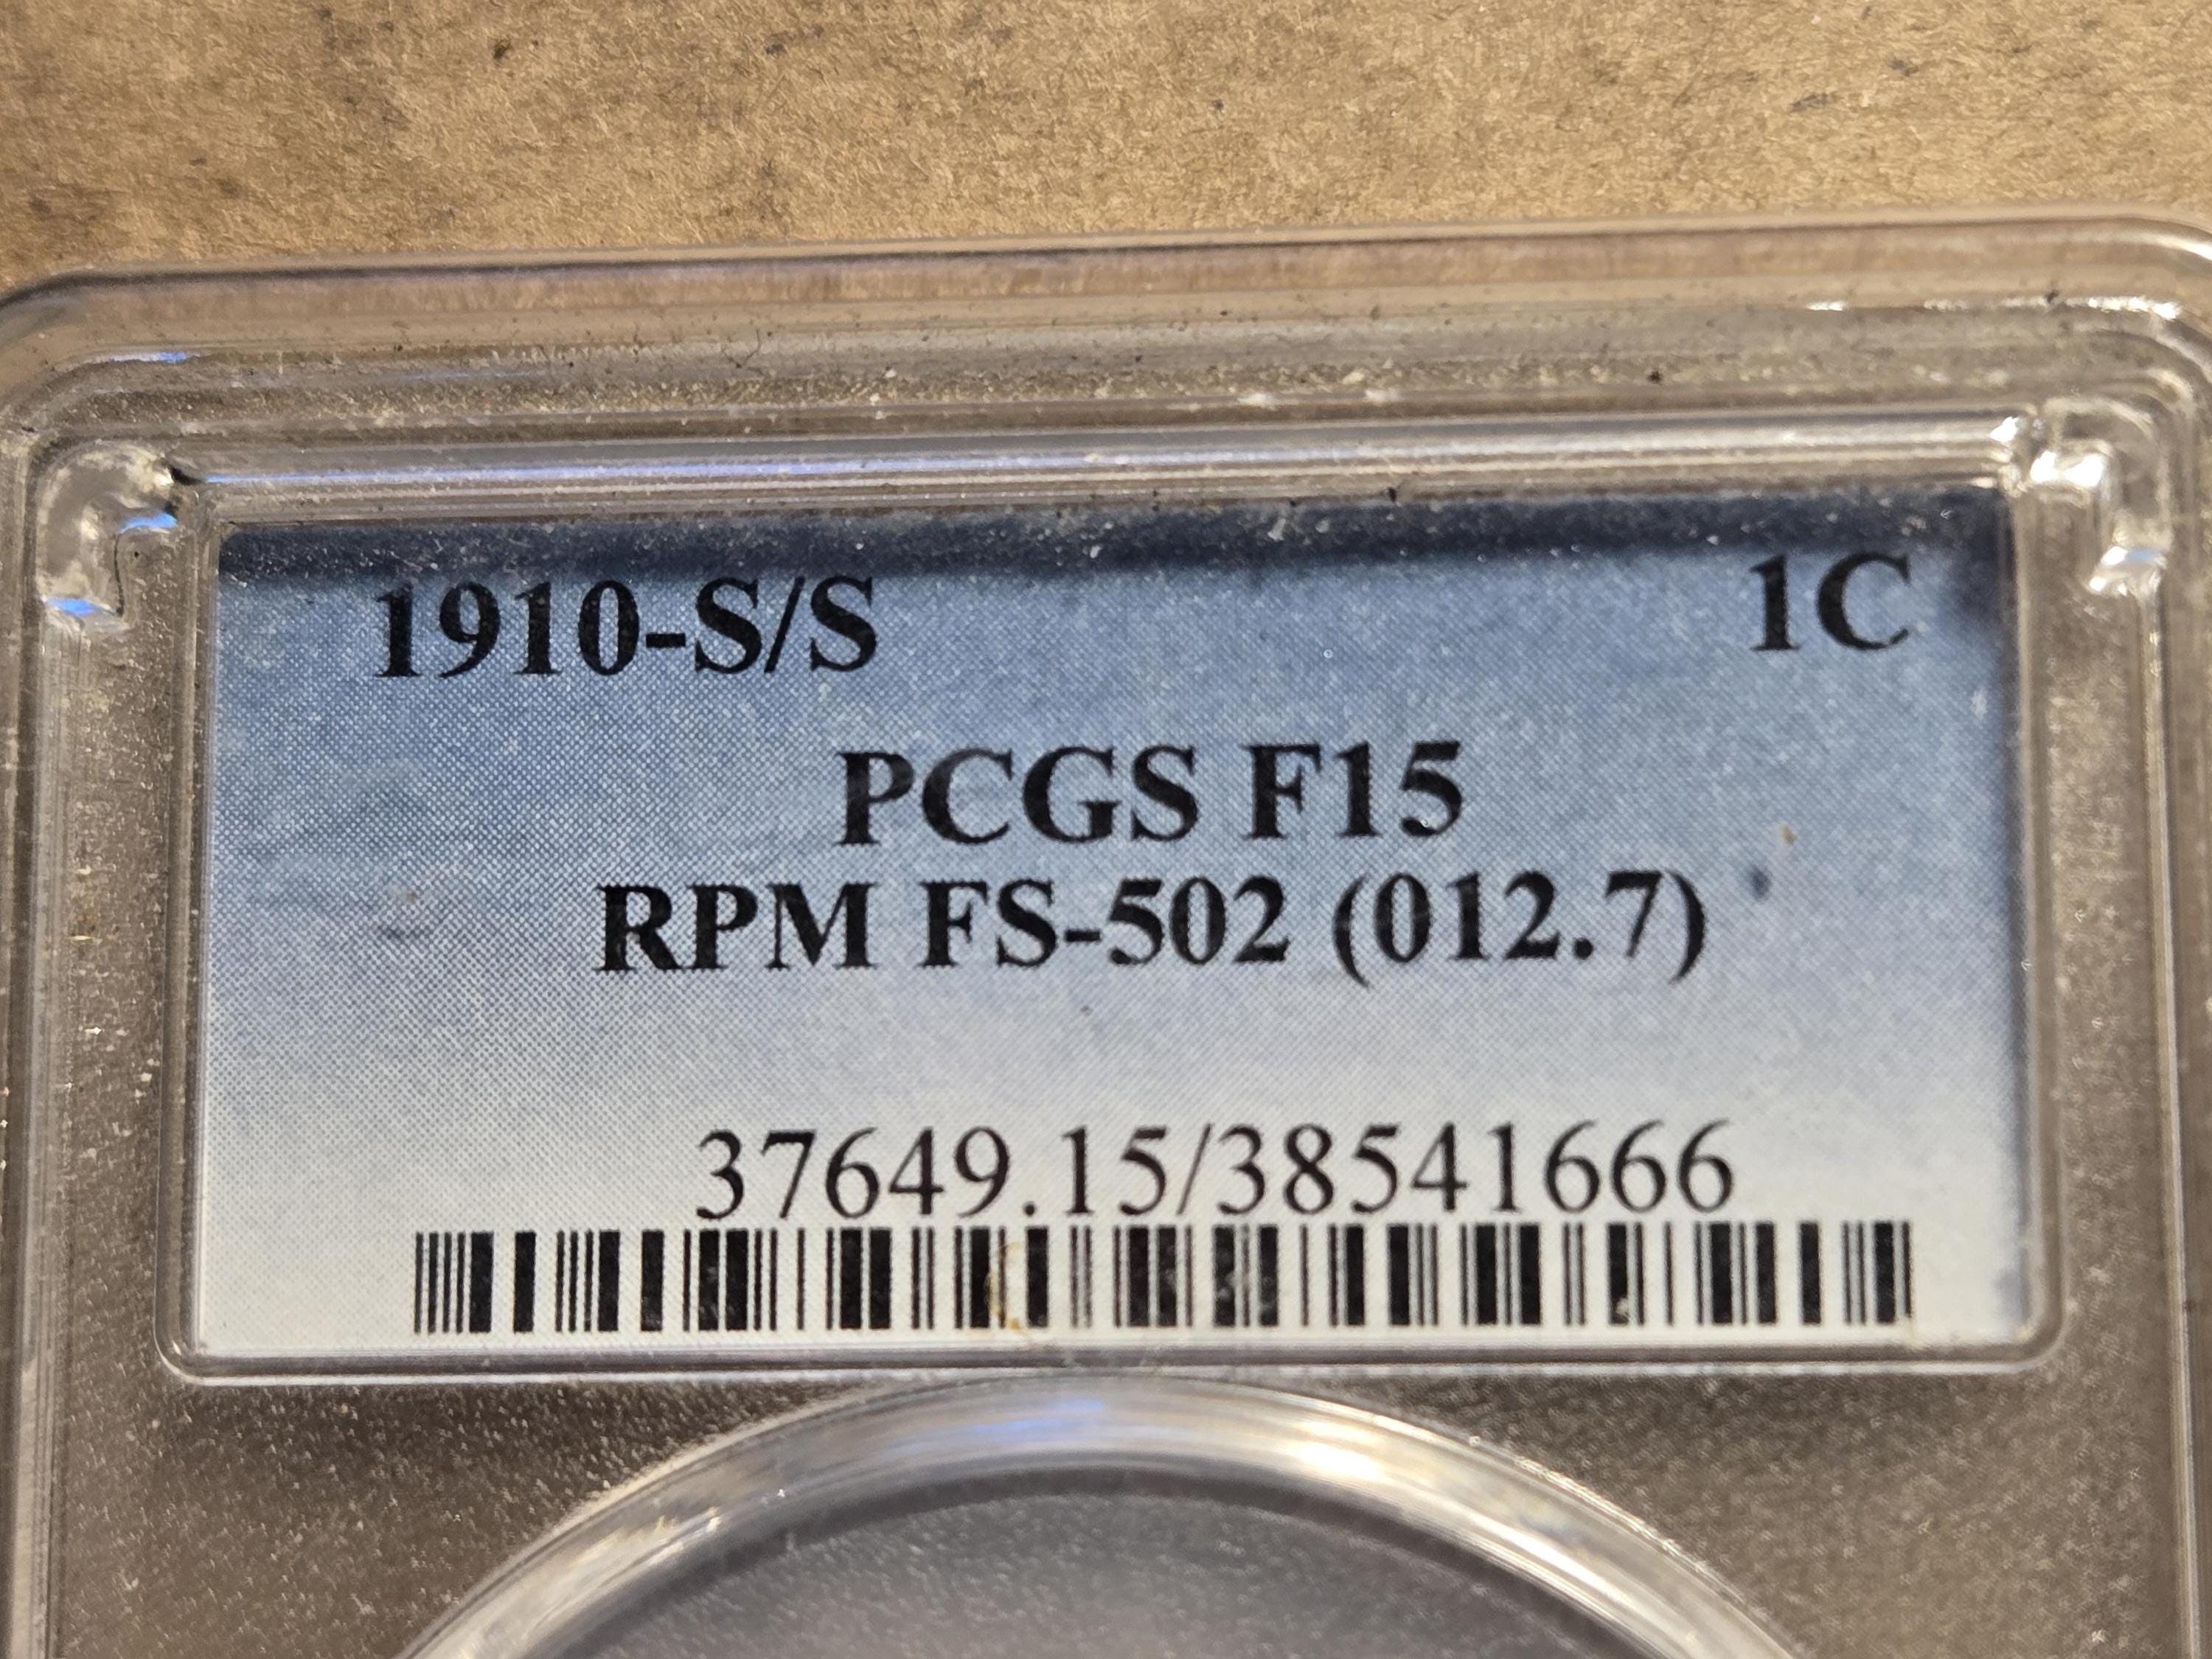 1910-S/S 1C
PCGS F15
RPM FS-502 (012.7)
37649.15/38541666